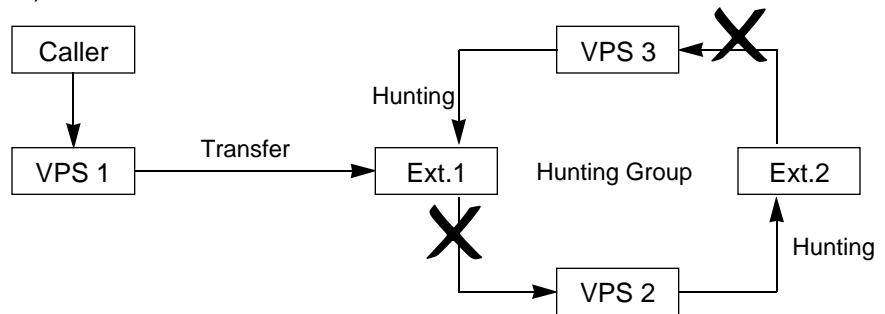 Caller
VPS 3
Hunting
VPS 1
Transfer
Ext.1
Hunting Group
Ext.2
Hunting
VPS 2